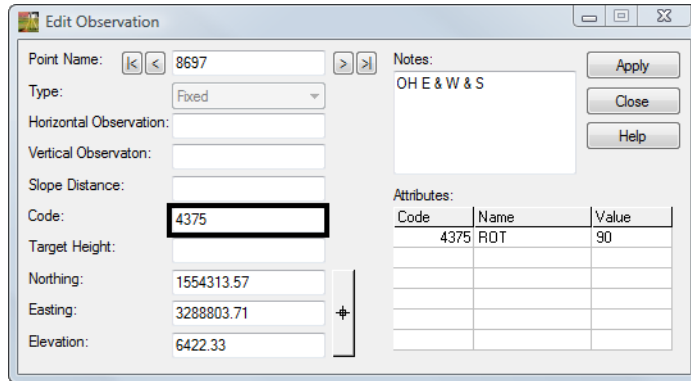 Edit Observation
Point Name: |< < 8697 > >|
Type: Fixed
Horizontal Observation:
Vertical Observaton:
Slope Distance:
Code: 4375
Target Height:
Northing: 1554313.57
Easting: 3288803.71
Elevation: 6422.33
Notes:
OH E & W & S
Apply
Close
Help
Attributes:
Code Name Value
4375 ROT 90